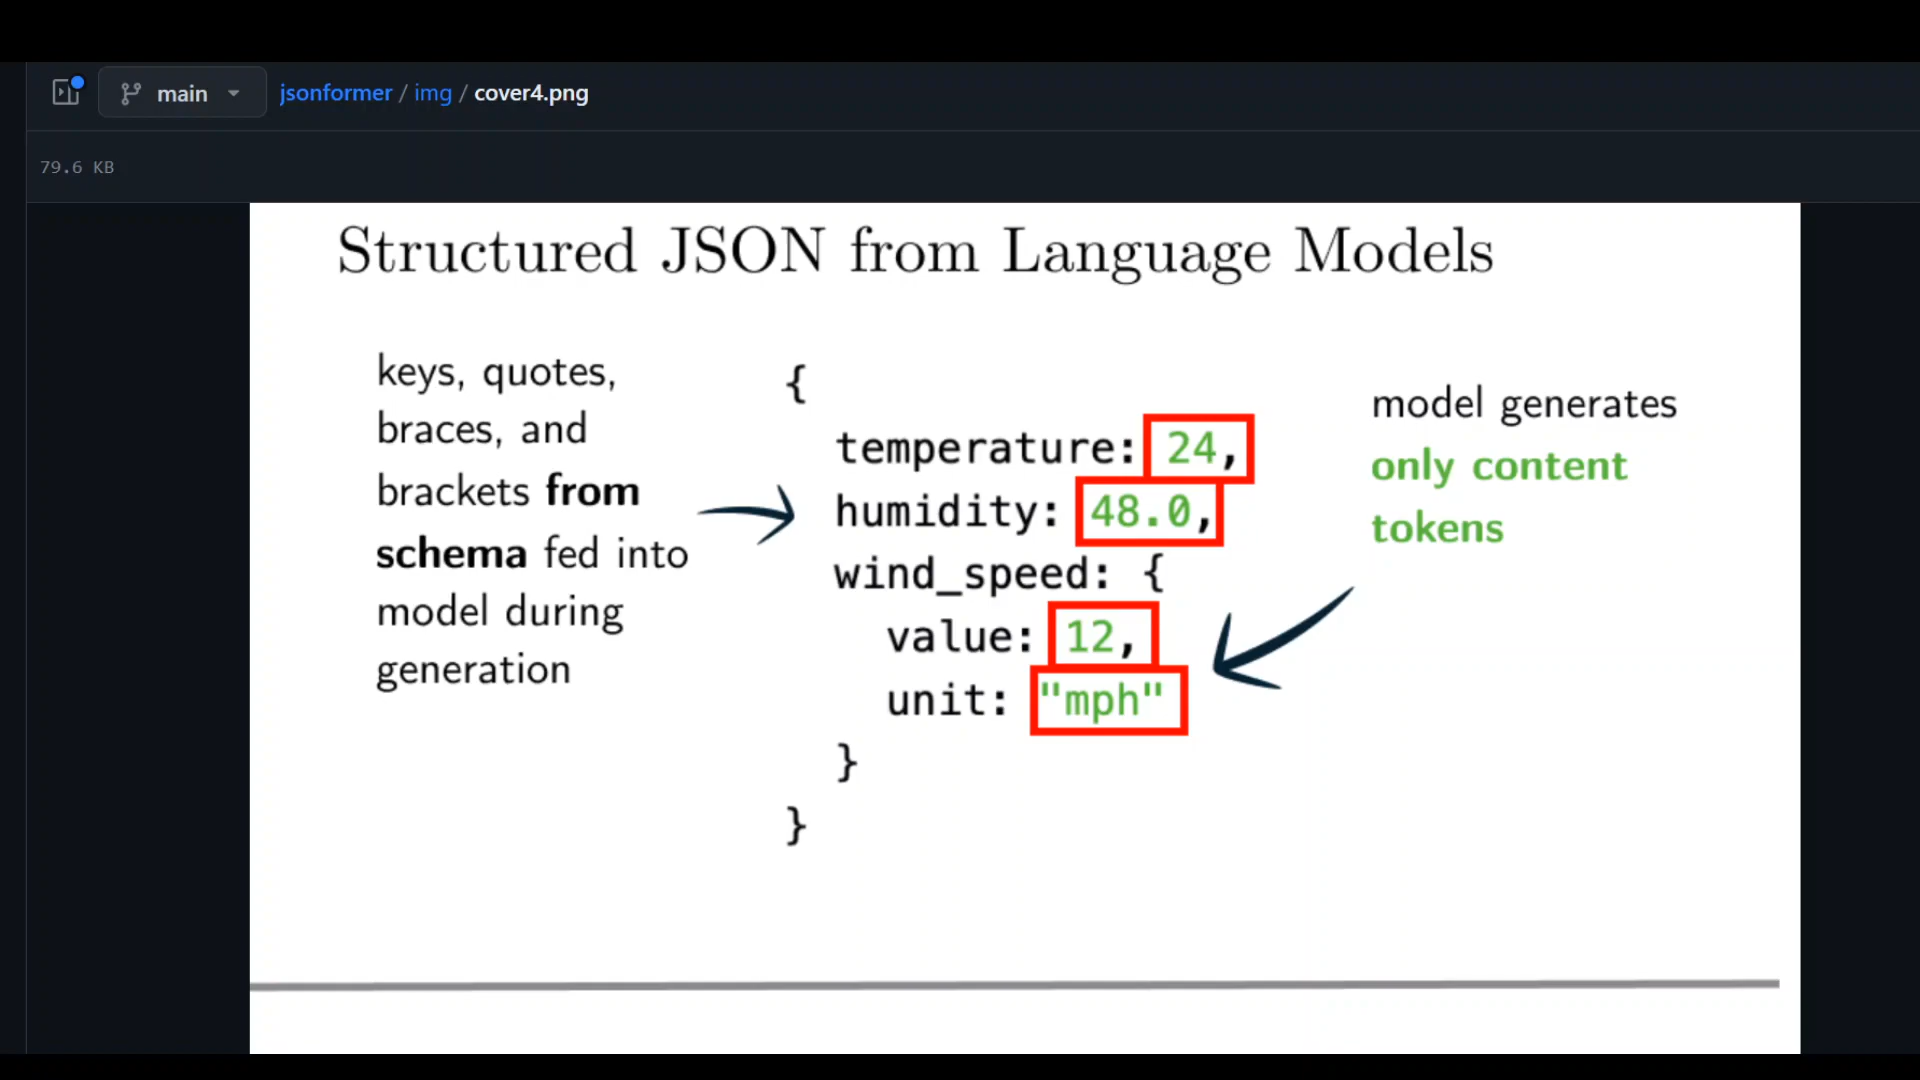 main
jsonformer / img / cover4.png
79.6 KB
Structured JSON from Language Models
keys, quotes,
braces, and
brackets from
schema fed into
model during
generation
{
temperature: 24,
humidity: 48.0,
wind_speed: {
value: 12,
unit: "mph"
}
}
model generates
only content
tokens